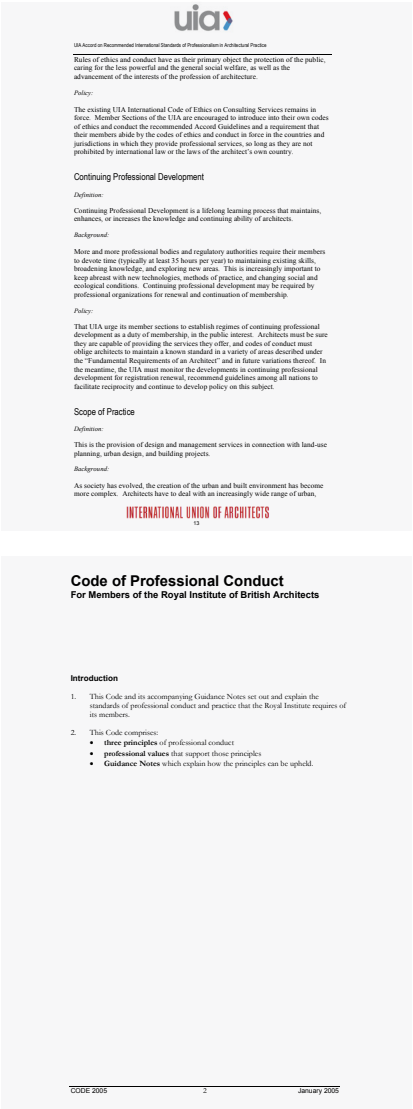 uia
UIA Accord on Recommended International Standards of Professionalism in Architectural Practice
Rules of ethics and conduct have as their primary object the protection of the public,
caring for the less powerful and the general social welfare, as well as the
advancement of the interests of the profession of architecture.
Policy:
The existing UIA International Code of Ethics on Consulting Services remains in
force. Member Sections of the UIA are encouraged to introduce into their own codes
of ethics and conduct the recommended Accord Guidelines and a requirement that
their members abide by the codes of ethics and conduct in force in the countries and
jurisdictions in which they provide professional services, so long as they are not
prohibited by international law or the laws of the architect's own country.
Continuing Professional Development
Definition:
Continuing Professional Development is a lifelong learning process that maintains,
enhances, or increases the knowledge and continuing ability of architects.
Background:
More and more professional bodies and regulatory authorities require their members
to devote time (typically at least 35 hours per year) to maintaining existing skills,
broadening knowledge, and exploring new areas. This is increasingly important to
keep abreast with new technologies, methods of practice, and changing social and
ecological conditions. Continuing professional development may be required by
professional organizations for renewal and continuation of membership.
Policy:
That UIA urge its member sections to establish regimes of continuing professional
development as a duty of membership, in the public interest. Architects must be sure
they are capable of providing the services they offer, and codes of conduct must
oblige architects to maintain a known standard in a variety of areas described under
the "Fundamental Requirements of an Architect" and in future variations thereof. In
the meantime, the UIA must monitor the developments in continuing professional
development for registration renewal, recommend guidelines among all nations to
facilitate reciprocity and continue to develop policy on this subject.
Scope of Practice
Definition:
This is the provision of design and management services in connection with land-use
planning, urban design, and building projects.
Background:
As society has evolved, the creation of the urban and built environment has become
more complex. Architects have to deal with an increasingly wide range of urban,
INTERNATIONAL UNION OF ARCHITECTS
13
Code of Professional Conduct
For Members of the Royal Institute of British Architects
Introduction
1. This Code and its accompanying Guidance Notes set out and explain the
standards of professional conduct and practice that the Royal Institute requires of
its members.
2. This Code comprises:
• three principles of professional conduct
• professional values that support those principles
• Guidance Notes which explain how the principles can be upheld.
CODE 2005 2 January 2005